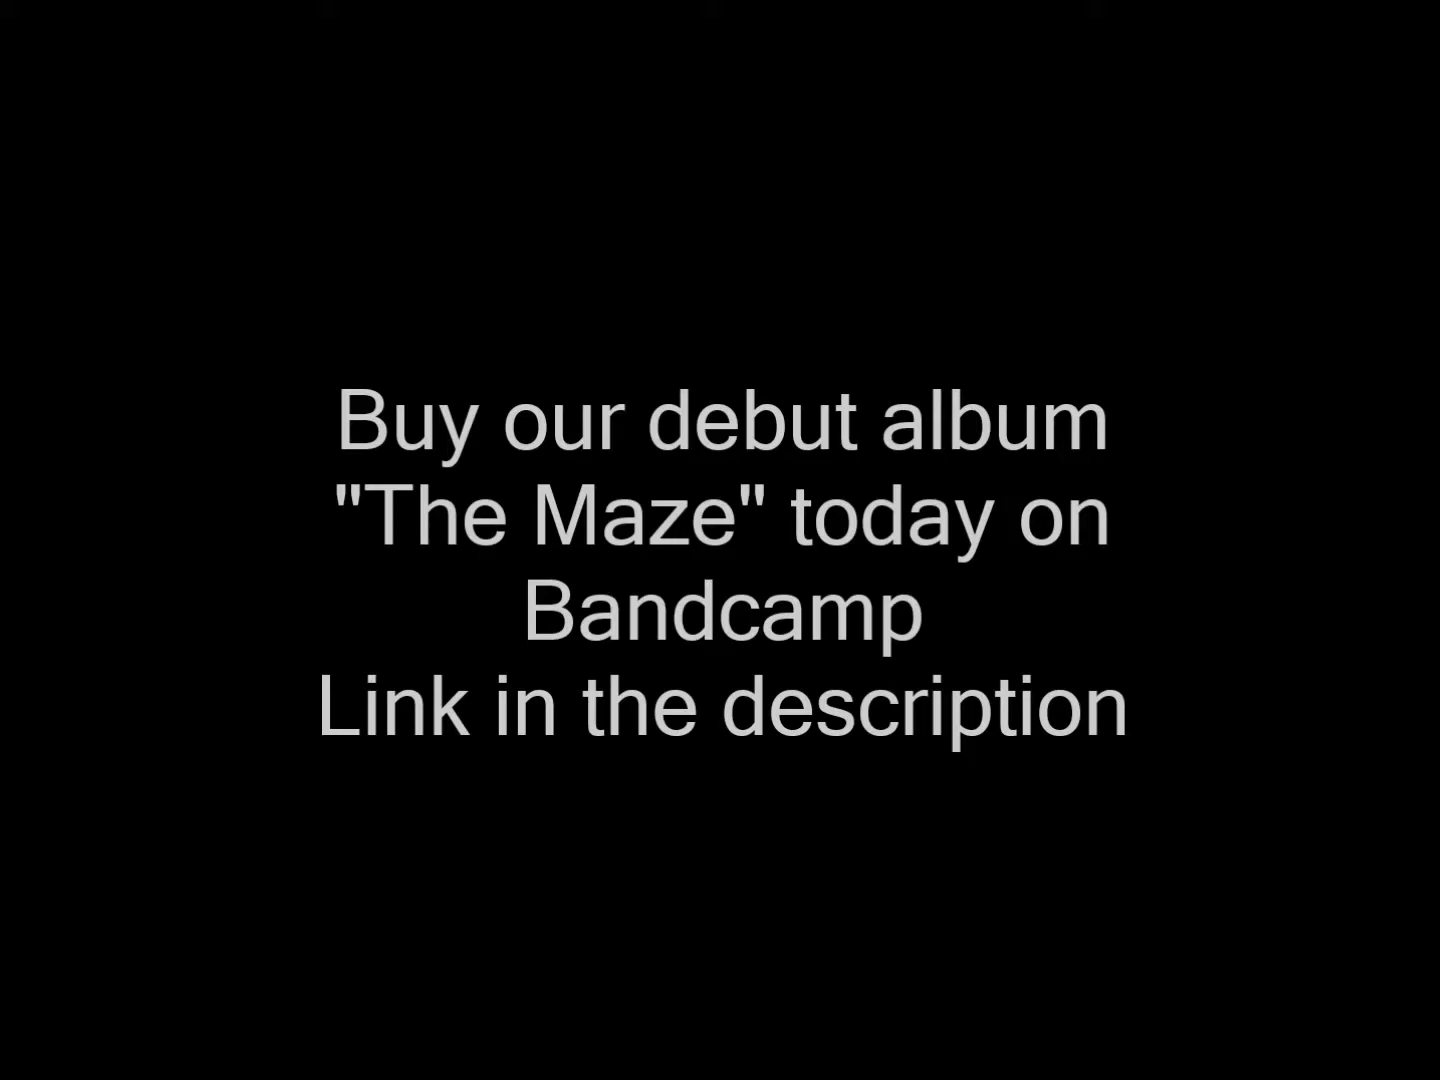 Buy our debut album
"The Maze" today on
Bandcamp
Link in the description